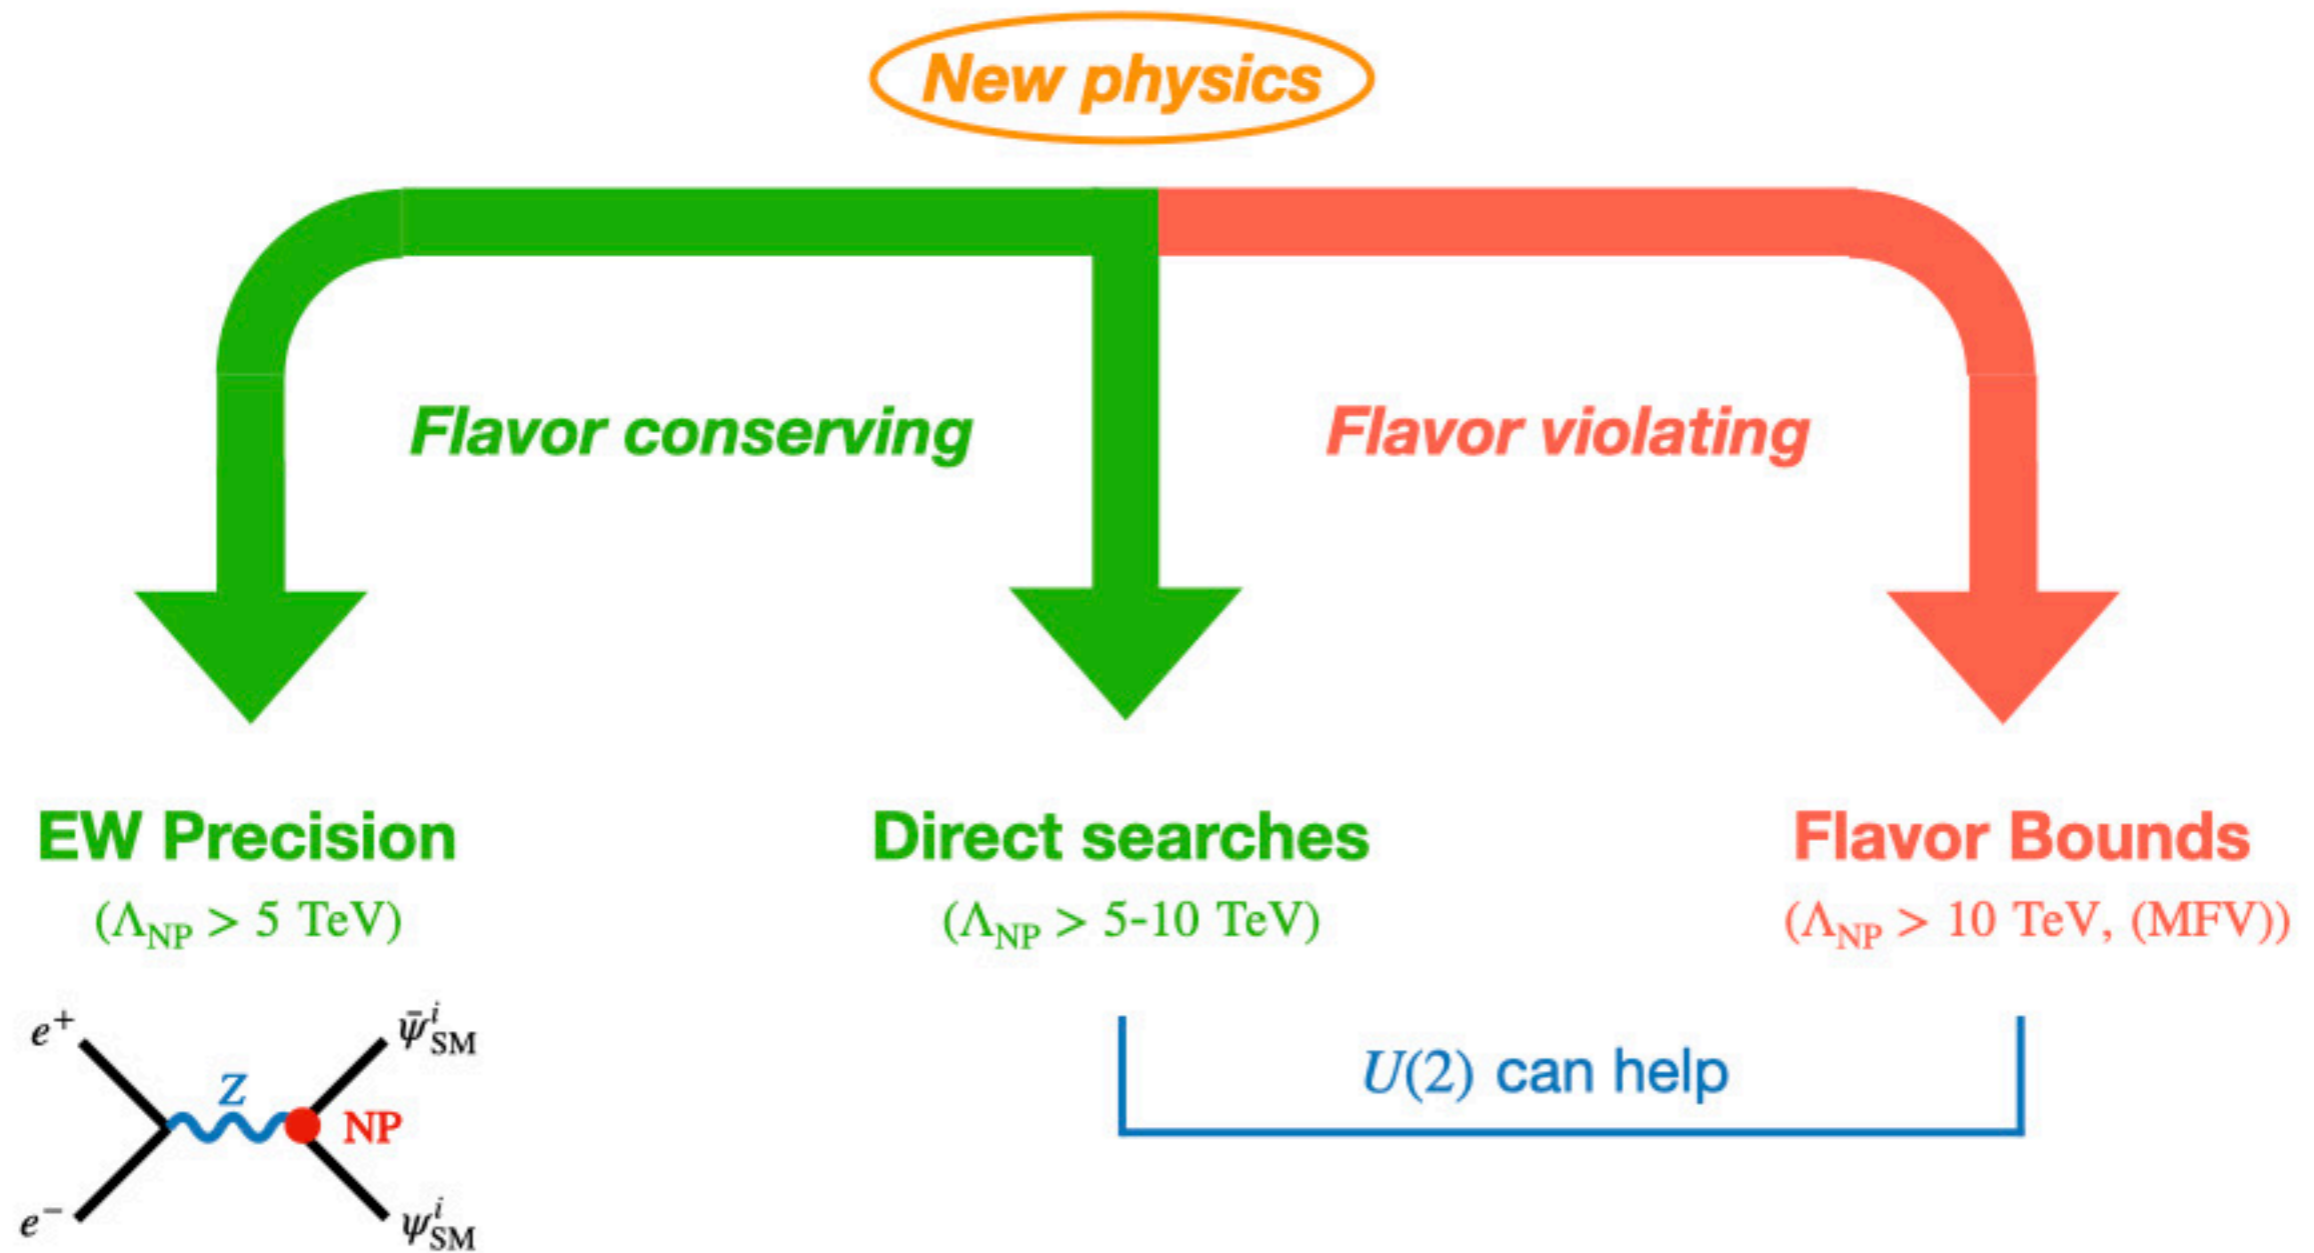 New physics
Flavor conserving
Flavor violating
EW Precision
(Λ_NP > 5 TeV)
Direct searches
(Λ_NP > 5-10 TeV)
Flavor Bounds
(Λ_NP > 10 TeV, (MFV))
e⁺
ψ̄ⁱ_SM
Z
NP
e⁻
ψⁱ_SM
U(2) can help